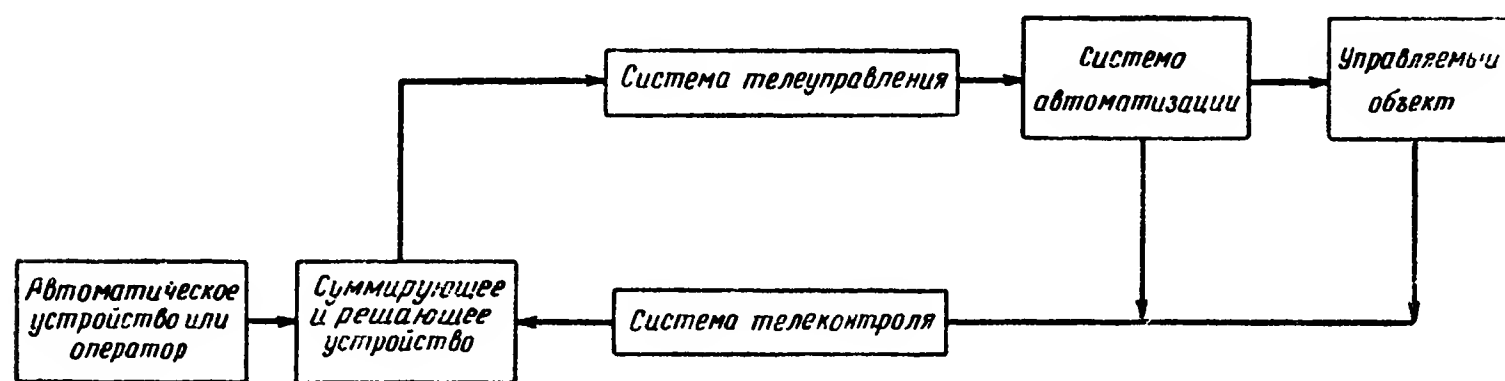 Система телеуправления
Система
автоматизации
Управляемый
объект
Автоматическое
устройство или
оператор
Суммирующее
и решающее
устройство
Система телеконтроля